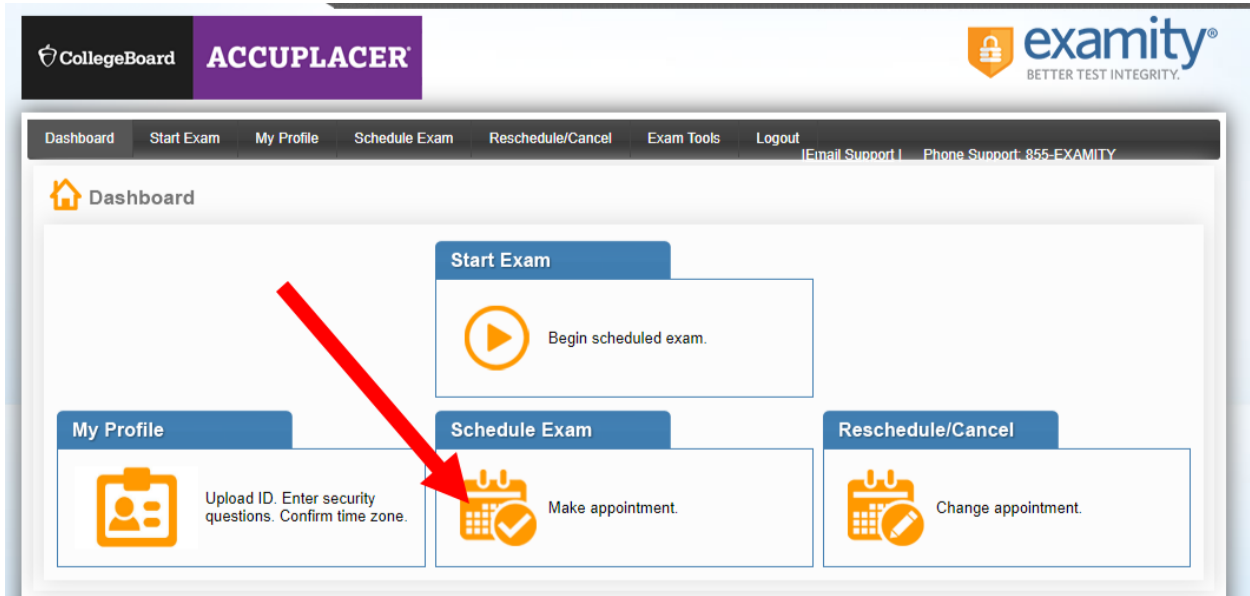 CollegeBoard
ACCUPLACER®
examity®
BETTER TEST INTEGRITY.
Dashboard Start Exam My Profile Schedule Exam Reschedule/Cancel Exam Tools Logout
|Email Support | Phone Support: 855-EXAMITY
Dashboard
Start Exam
Begin scheduled exam.
My Profile
Upload ID. Enter security
questions. Confirm time zone.
Schedule Exam
Make appointment.
Reschedule/Cancel
Change appointment.